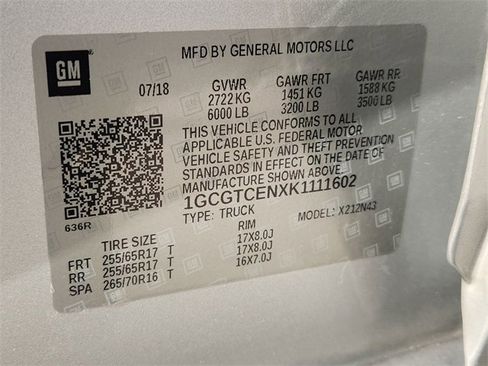 GM
MFD BY GENERAL MOTORS LLC
07/18 GVWR GAWR FRT GAWR RR
2722 KG 1451 KG 1588 KG
6000 LB 3200 LB 3500 LB
THIS VEHICLE CONFORMS TO ALL
APPLICABLE U.S. FEDERAL MOTOR
VEHICLE SAFETY AND THEFT PREVENTION
STANDARDS IN EFFECT ON THE DATE OF
MANUFACTURE SHOWN ABOVE.
1GCGTCENXK1111602
636R
TYPE: TRUCK MODEL: X212N43
TIRE SIZE RIM
FRT 255/65R17 T 17X8.0J
RR 255/65R17 T 17X8.0J
SPA 265/70R16 T 16X7.0J